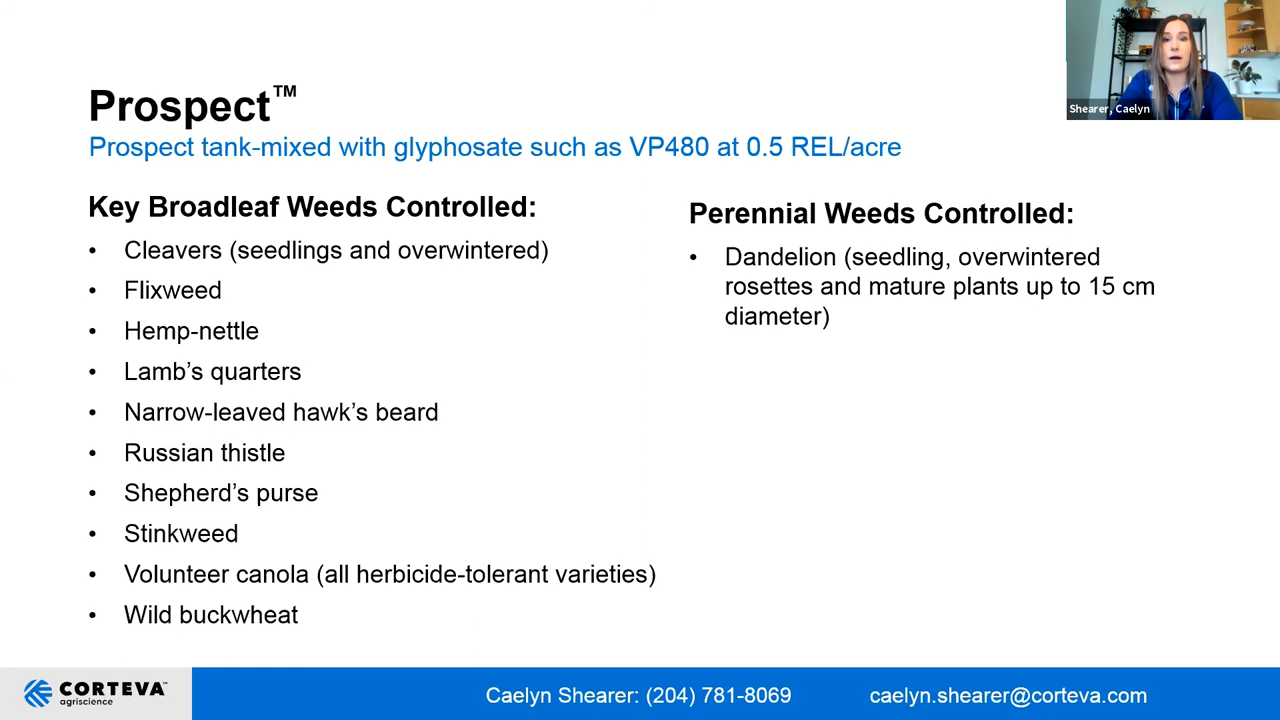 Prospect™
Prospect tank-mixed with glyphosate such as VP480 at 0.5 REL/acre
Shearer, Caelyn
Key Broadleaf Weeds Controlled:
• Cleavers (seedlings and overwintered)
• Flixweed
• Hemp-nettle
• Lamb’s quarters
• Narrow-leaved hawk’s beard
• Russian thistle
• Shepherd’s purse
• Stinkweed
• Volunteer canola (all herbicide-tolerant varieties)
• Wild buckwheat
Perennial Weeds Controlled:
• Dandelion (seedling, overwintered
rosettes and mature plants up to 15 cm
diameter)
CORTEVA™
agriscience
Caelyn Shearer: (204) 781-8069
caelyn.shearer@corteva.com